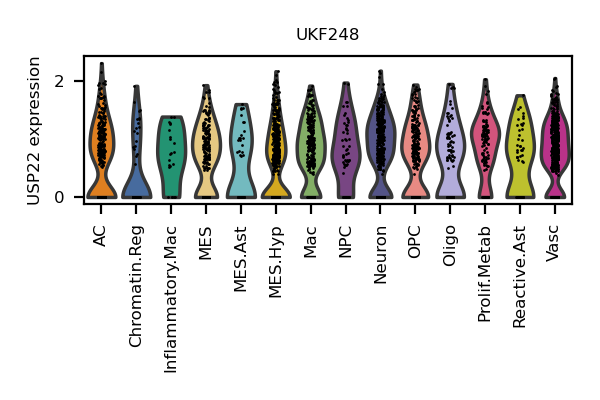 UKF248
USP22 expression
2
0
AC
Chromatin.Reg
Inflammatory.Mac
MES
MES.Ast
MES.Hyp
Mac
NPC
Neuron
OPC
Oligo
Prolif.Metab
Reactive.Ast
Vasc